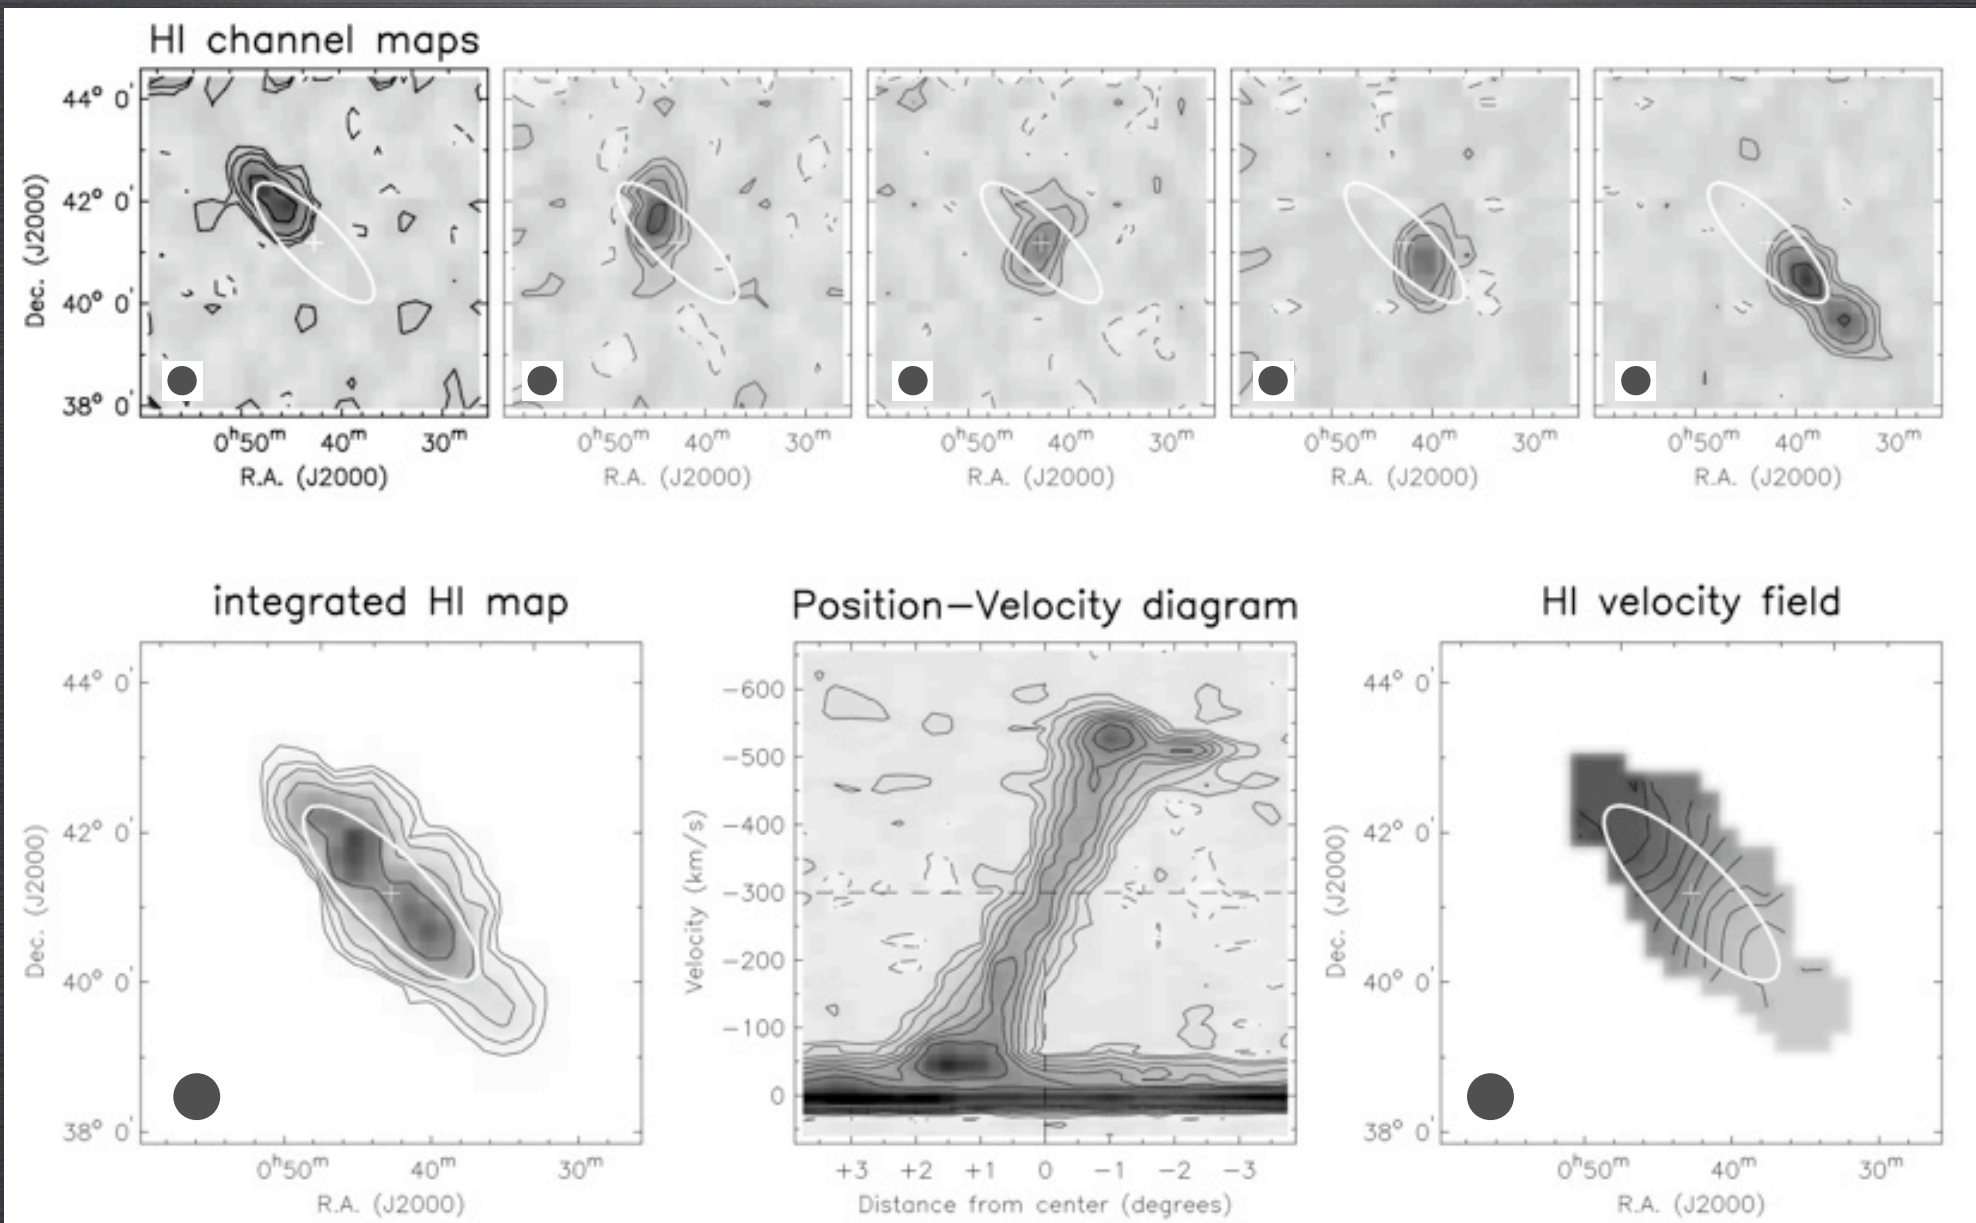 HI channel maps
44° 0'
42° 0'
40° 0'
38° 0'
Dec. (J2000)
0h50m 40m 30m
0h50m 40m 30m
0h50m 40m 30m
0h50m 40m 30m
0h50m 40m 30m
R.A. (J2000)
R.A. (J2000)
R.A. (J2000)
R.A. (J2000)
R.A. (J2000)
integrated HI map
44° 0'
42° 0'
40° 0'
38° 0'
Dec. (J2000)
0h50m 40m 30m
R.A. (J2000)
Position-Velocity diagram
-600
-500
-400
-300
-200
-100
0
Velocity (km/s)
+3 +2 +1 0 -1 -2 -3
Distance from center (degrees)
HI velocity field
44° 0'
42° 0'
40° 0'
38° 0'
Dec. (J2000)
0h50m 40m 30m
R.A. (J2000)